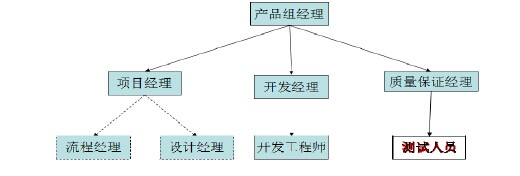 产品组经理
项目经理
开发经理
质量保证经理
流程经理
设计经理
开发工程师
测试人员